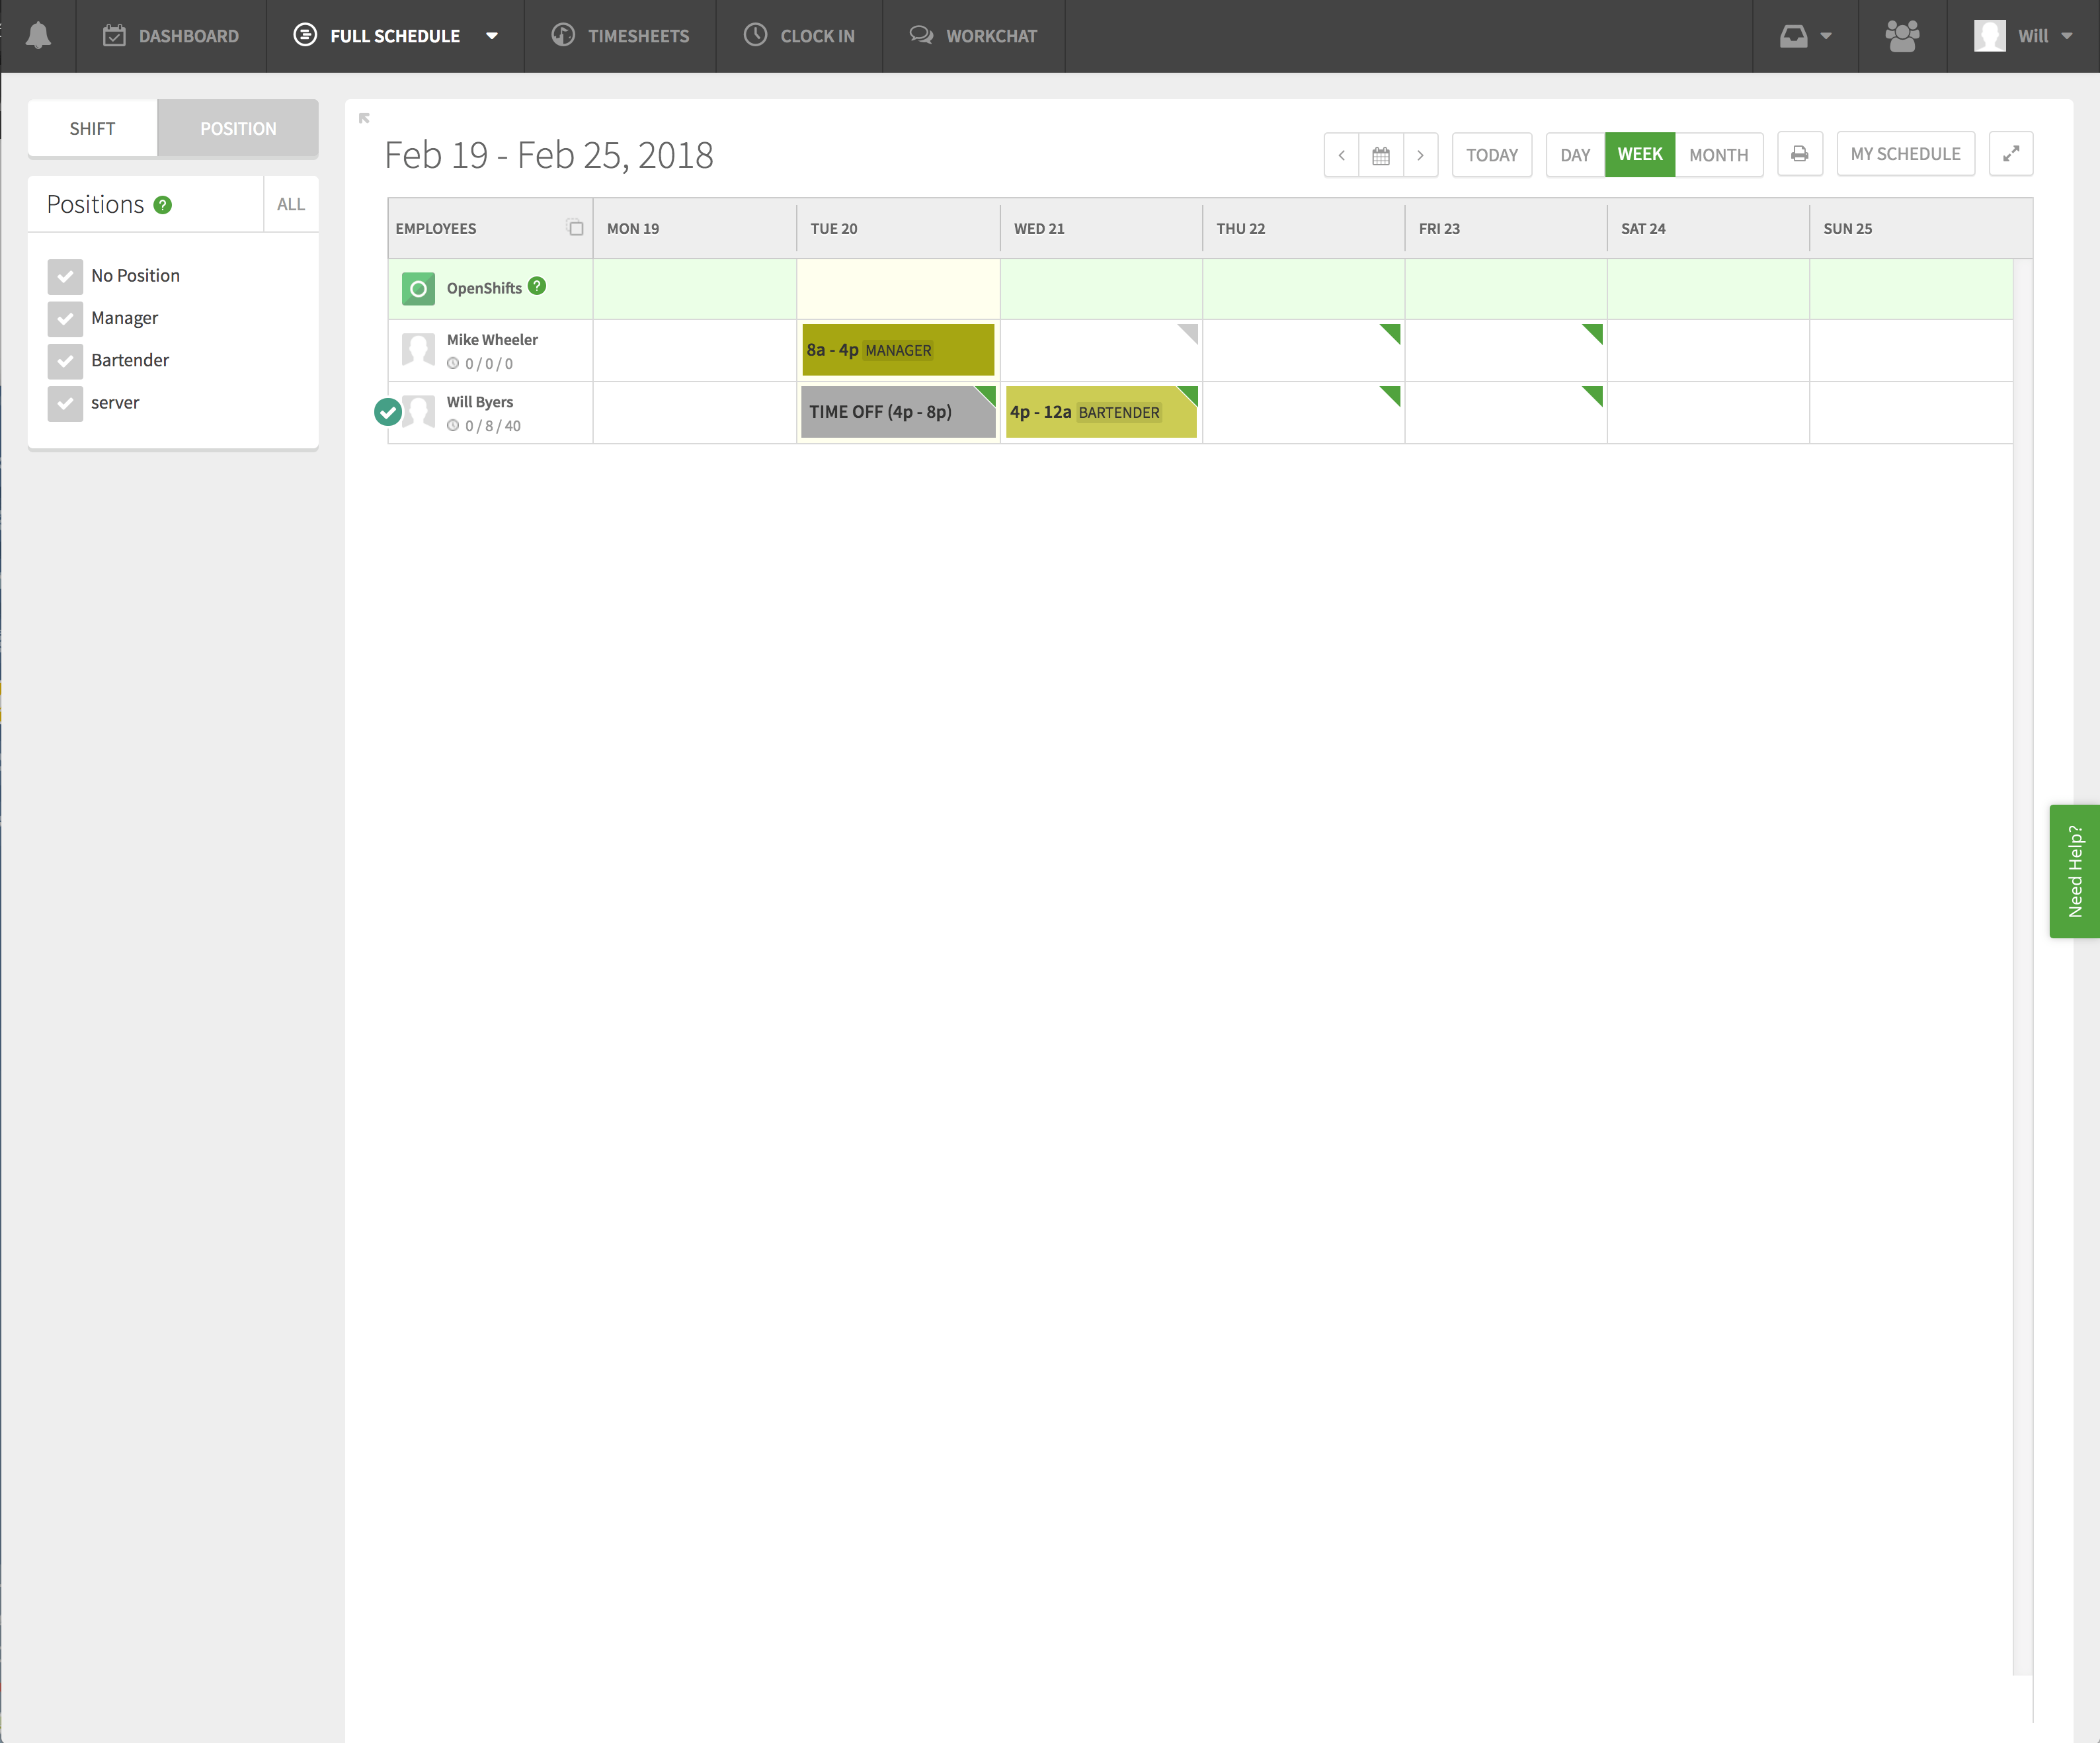 DASHBOARD FULL SCHEDULE TIMESHEETS CLOCK IN WORKCHAT Will
SHIFT POSITION
Positions ? ALL
No Position
Manager
Bartender
server
Feb 19 - Feb 25, 2018 TODAY DAY WEEK MONTH MY SCHEDULE
EMPLOYEES MON 19 TUE 20 WED 21 THU 22 FRI 23 SAT 24 SUN 25
OpenShifts ?
Mike Wheeler
0 / 0 / 0
8a - 4p MANAGER
Will Byers
0 / 8 / 40
TIME OFF (4p - 8p) 4p - 12a BARTENDER
Need Help?